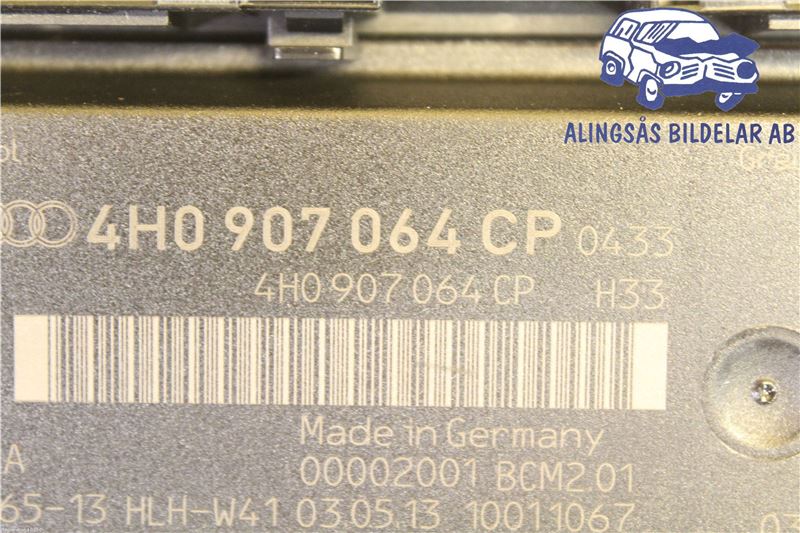 ALINGSÅS BILDELAR AB
4H0 907 064 CP 0433
4H0 907 064 CP H33
Made in Germany
A 00002001 BCM2 01
65-13 HLH-W41 03.05.13 10011067